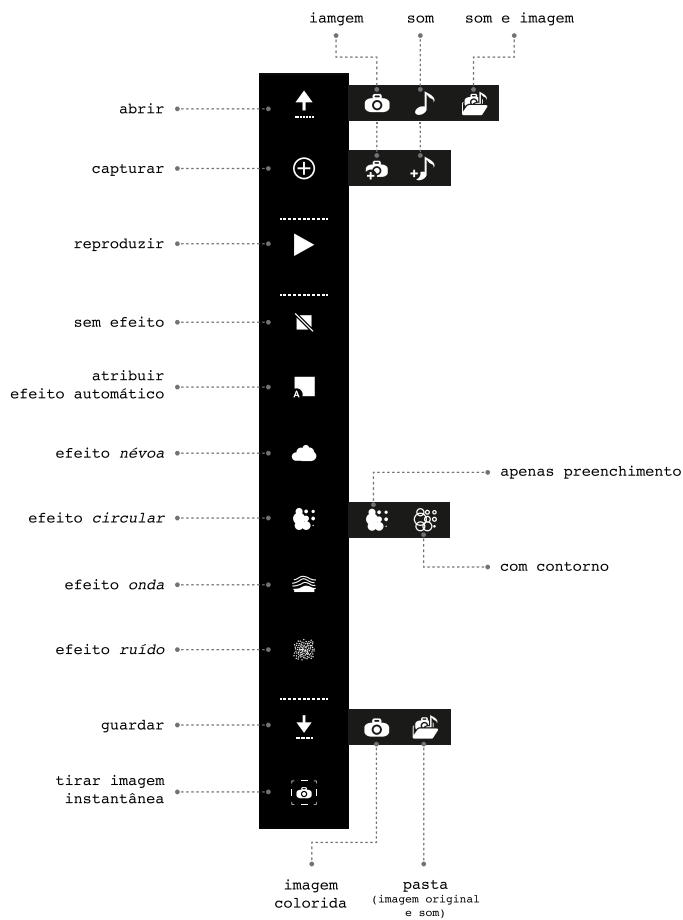 iamgem
som
som e imagem
abrir
capturar
reproduzir
sem efeito
atribuir
efeito automático
A
efeito névoa
apenas preenchimento
efeito circular
com contorno
efeito onda
efeito ruído
guardar
tirar imagem
instantânea
imagem
colorida
pasta
(imagem original
e som)